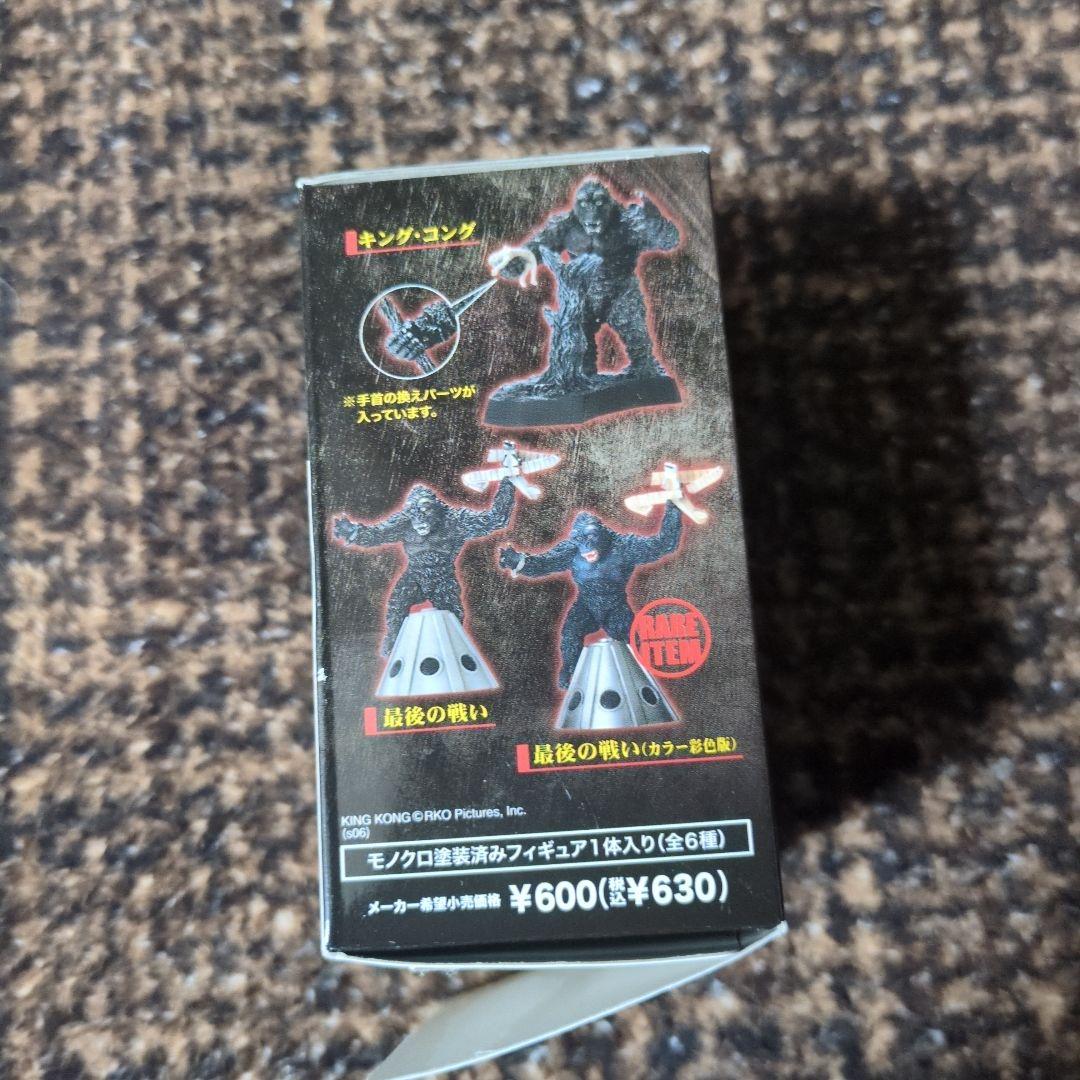 キング・コング
※手首の換えパーツが
入っています。
RARE
ITEM
最後の戦い
最後の戦い(カラー彩色版)
KING KONG©RKO Pictures, Inc.
(s06)
モノクロ塗装済みフィギュア1体入り(全6種)
メーカー希望小売価格 ¥600(税込¥630)